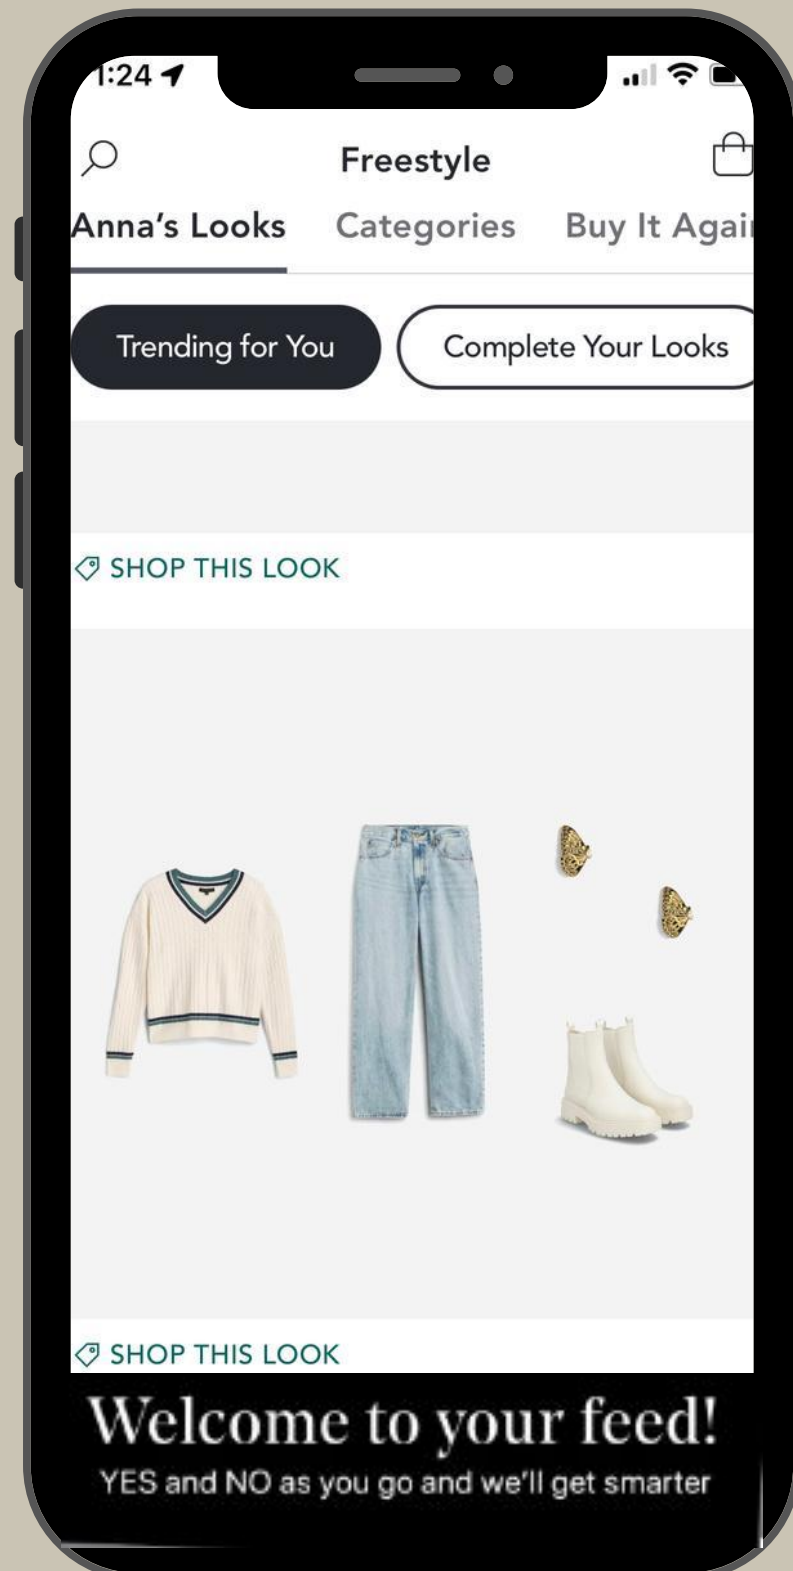 1:24
Freestyle
Anna's Looks Categories Buy It Agai
Trending for You Complete Your Looks
SHOP THIS LOOK
SHOP THIS LOOK
Welcome to your feed!
YES and NO as you go and we'll get smarter